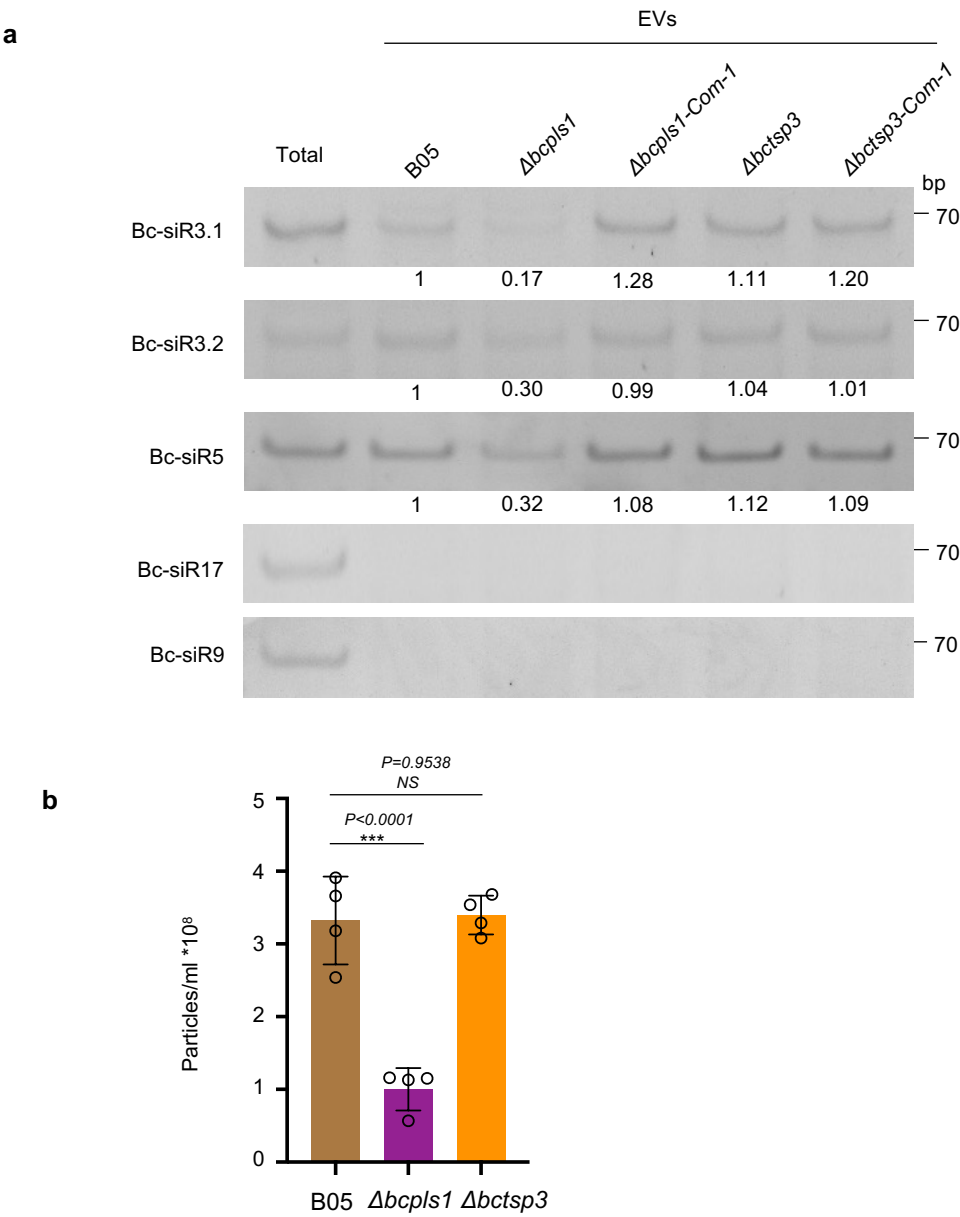 a
EVs
Total B05 Δbcpls1 Δbcpls1-Com-1 Δbctsp3 Δbctsp3-Com-1
bp
Bc-siR3.1 70
1 0.17 1.28 1.11 1.20
Bc-siR3.2 70
1 0.30 0.99 1.04 1.01
Bc-siR5 70
1 0.32 1.08 1.12 1.09
Bc-siR17 70
Bc-siR9 70
b
P=0.9538
NS
P<0.0001
***
Particles/ml *10⁸
5
4
3
2
1
0
B05 Δbcpls1 Δbctsp3